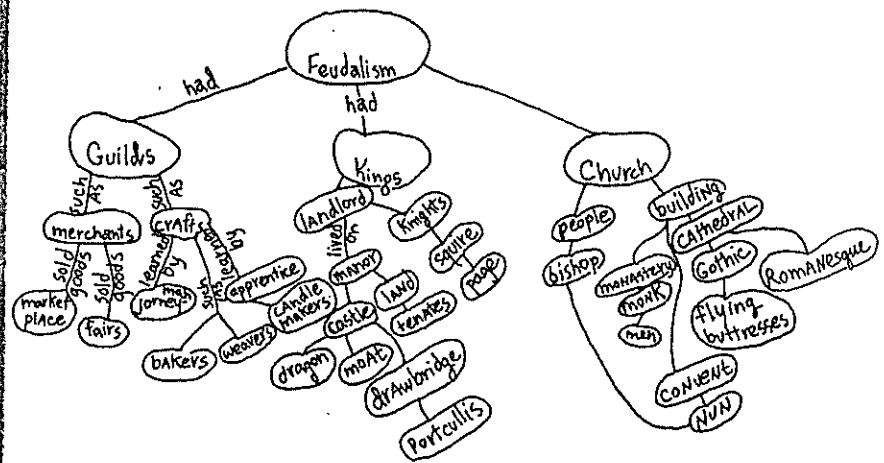 Feudalism
had
had
Guilds
Kings
Church
such
As
such
AS
merchants
crafts
sold
goods
sold
goods
market
place
fairs
learned
by
jorney
man
learned
by
apprentice
such
as
bakers
weavers
candle
makers
landlord
Knights
squire
page
lived
on
manor
land
tenates
castle
dragon
moat
drawbridge
Portcullis
people
bishop
building
cathedral
monastery
monk
men
Gothic
Romanesque
flying
buttresses
convent
Nun